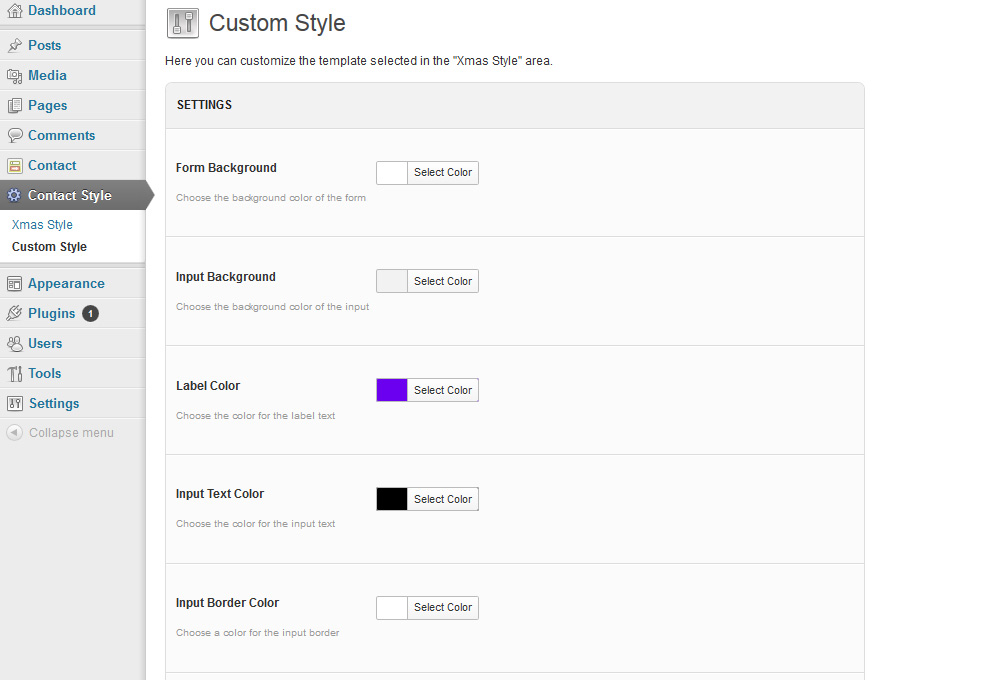 Dashboard
Posts
Media
Pages
Comments
Contact
Contact Style
Xmas Style
Custom Style
Appearance
Plugins 1
Users
Tools
Settings
Collapse menu
Custom Style
Here you can customize the template selected in the "Xmas Style" area.
SETTINGS
Form Background
Select Color
Choose the background color of the form
Input Background
Select Color
Choose the background color of the input
Label Color
Select Color
Choose the color for the label text
Input Text Color
Select Color
Choose the color for the input text
Input Border Color
Select Color
Choose a color for the input border